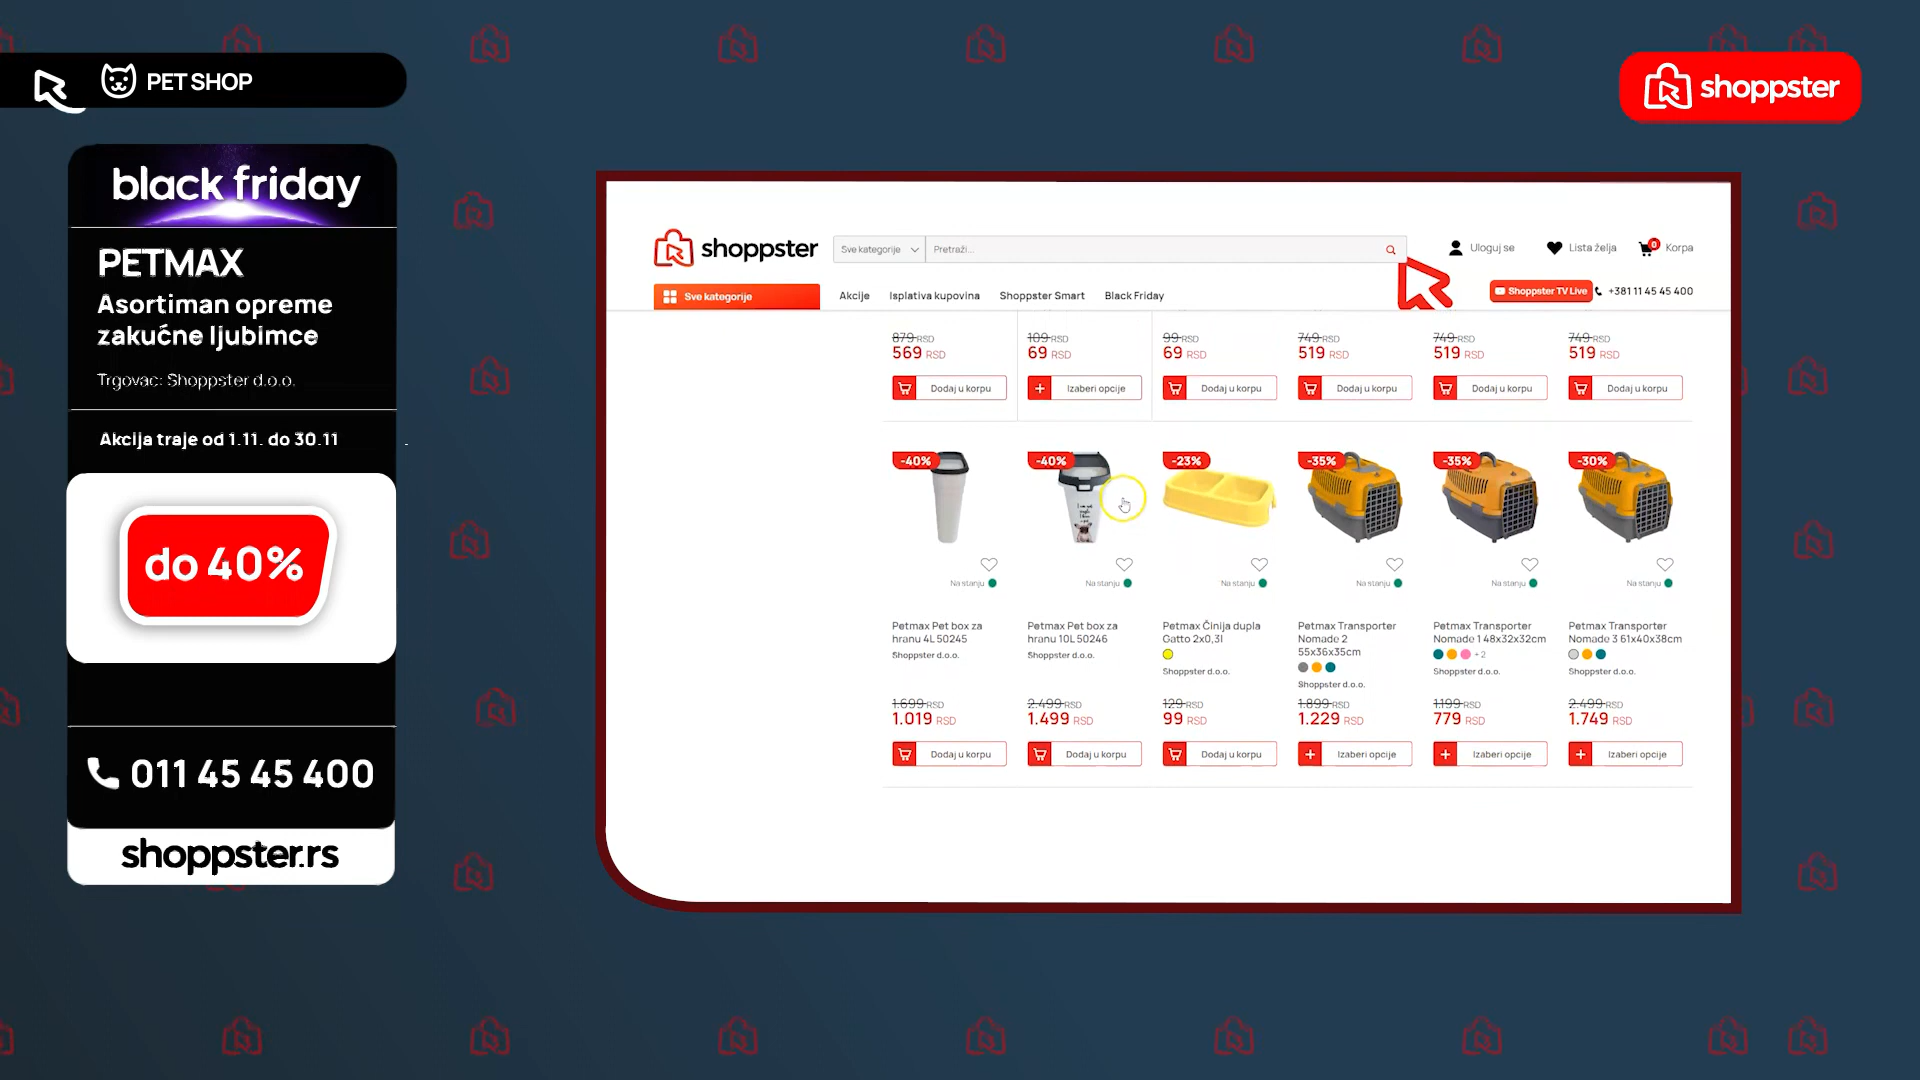 PET SHOP
shoppster
black friday
PETMAX
Asortiman opreme
zakućne ljubimce
Trgovac: Shoppster d.o.o.
Akcija traje od 1.11. do 30.11
do 40%
011 45 45 400
shoppster.rs
shoppster
Sve kategorije
Pretraži...
Uloguj se
Lista želja
0
Korpa
Sve kategorije
Akcije
Isplativa kupovina
Shoppster Smart
Black Friday
Shoppster TV Live
+381 11 45 45 400
879 RSD
569 RSD
Dodaj u korpu
109 RSD
69 RSD
Izaberi opcije
99 RSD
69 RSD
Dodaj u korpu
749 RSD
519 RSD
Dodaj u korpu
749 RSD
519 RSD
Dodaj u korpu
749 RSD
519 RSD
Dodaj u korpu
-40%
Na stanju
Petmax Pet box za
hranu 4L 50245
Shoppster d.o.o.
1.699 RSD
1.019 RSD
Dodaj u korpu
-40%
Na stanju
Petmax Pet box za
hranu 10L 50246
Shoppster d.o.o.
2.499 RSD
1.499 RSD
Dodaj u korpu
-23%
Na stanju
Petmax Činija dupla
Gatto 2x0,3l
Shoppster d.o.o.
129 RSD
99 RSD
Dodaj u korpu
-35%
Na stanju
Petmax Transporter
Nomade 2
55x36x35cm
Shoppster d.o.o.
1.899 RSD
1.229 RSD
Izaberi opcije
-35%
Na stanju
Petmax Transporter
Nomade 1 48x32x32cm
+ 2
Shoppster d.o.o.
1.199 RSD
779 RSD
Izaberi opcije
-30%
Na stanju
Petmax Transporter
Nomade 3 61x40x38cm
Shoppster d.o.o.
2.499 RSD
1.749 RSD
Izaberi opcije